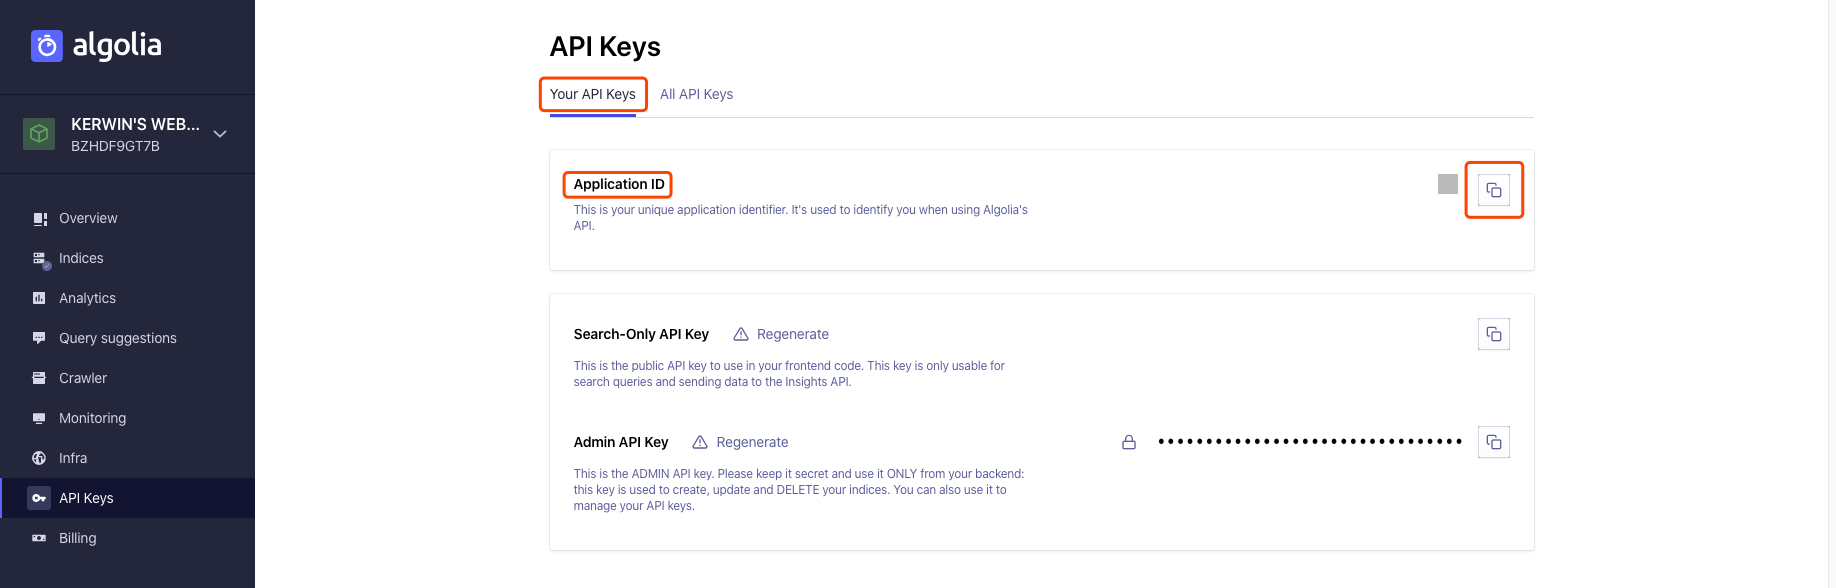 algolia
KERWIN'S WEB...
BZHDF9GT7B
Overview
Indices
Analytics
Query suggestions
Crawler
Monitoring
Infra
API Keys
Billing
API Keys
Your API Keys
All API Keys
Application ID
This is your unique application identifier. It's used to identify you when using Algolia's
API.
Search-Only API Key
Regenerate
This is the public API key to use in your frontend code. This key is only usable for
search queries and sending data to the Insights API.
Admin API Key
Regenerate
This is the ADMIN API key. Please keep it secret and use it ONLY from your backend:
this key is used to create, update and DELETE your indices. You can also use it to
manage your API keys.